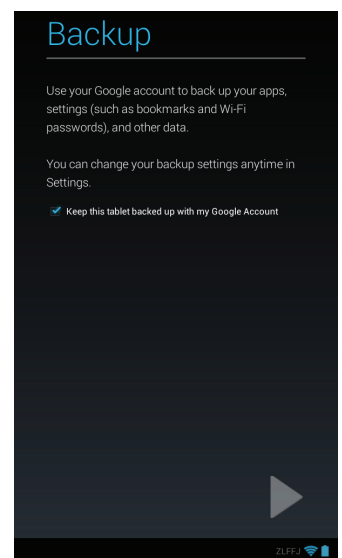 Backup
Use your Google account to back up your apps,
settings (such as bookmarks and Wi-Fi
passwords), and other data.
You can change your backup settings anytime in
Settings.
Keep this tablet backed up with my Google Account
ZLFFJ